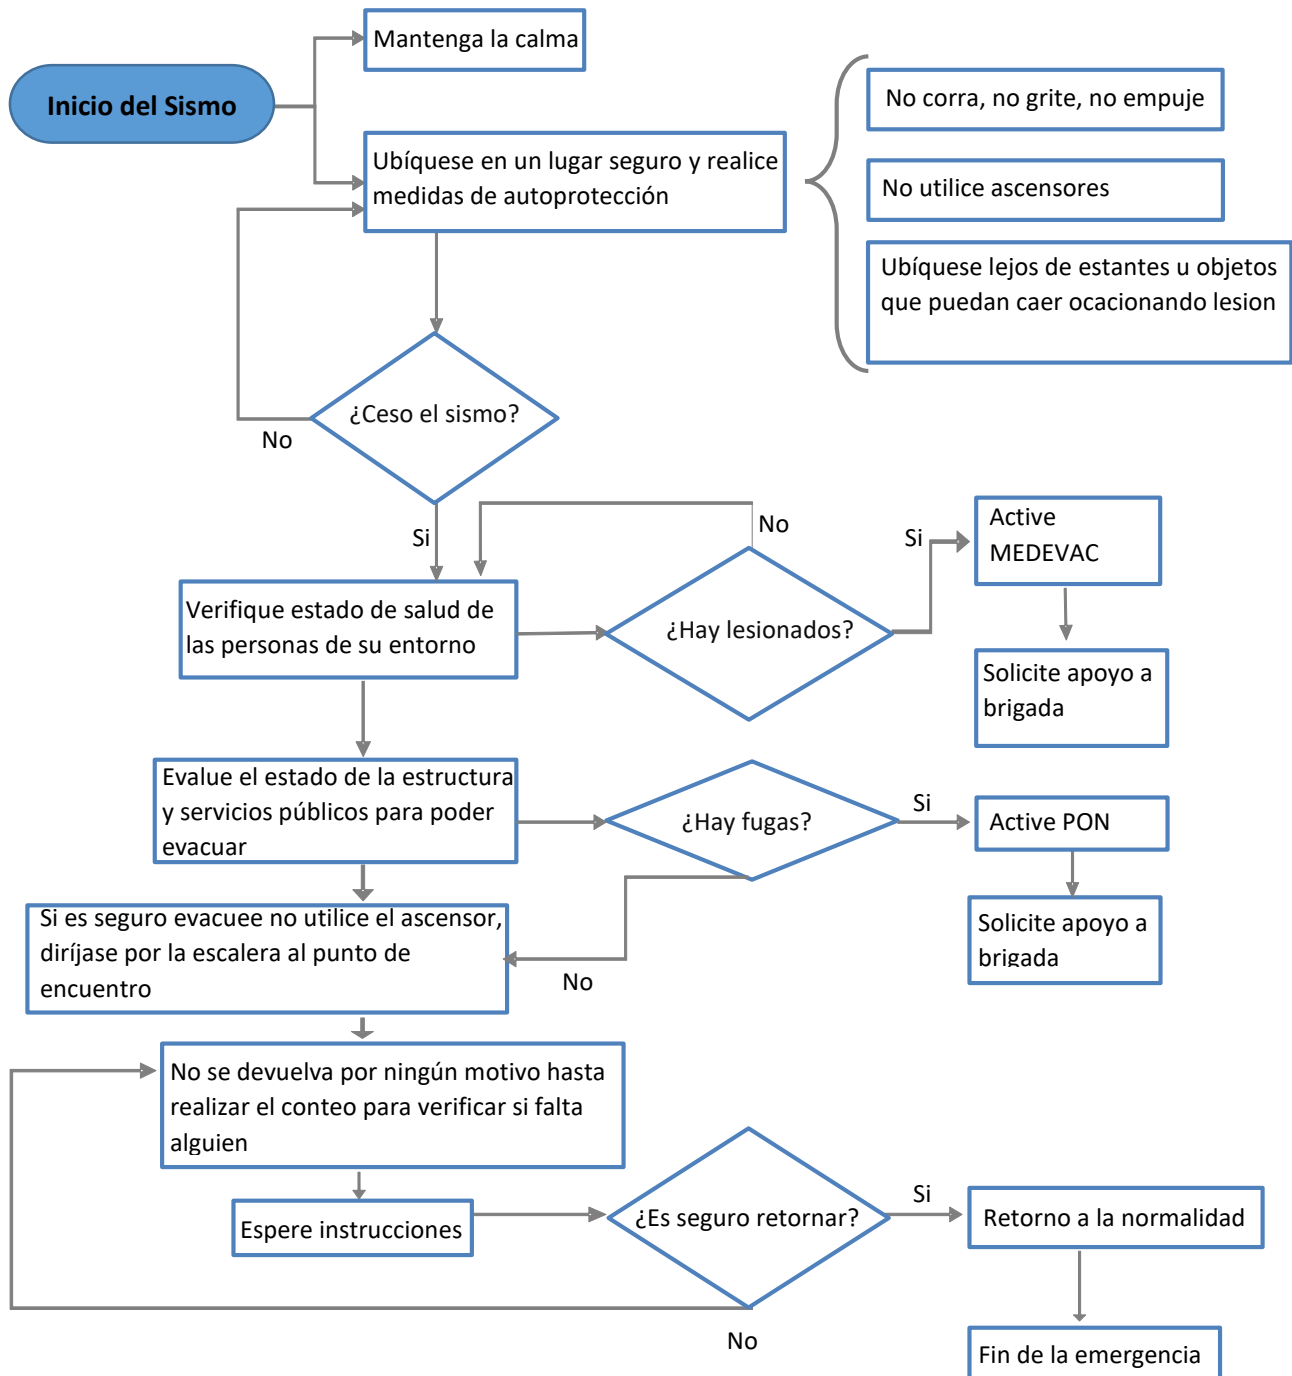 Mantenga la calma
Inicio del Sismo
No corra, no grite, no empuje
Ubíquese en un lugar seguro y realice
medidas de autoprotección
No utilice ascensores
Ubíquese lejos de estantes u objetos
que puedan caer ocacionando lesion
¿Ceso el sismo?
No
Si
No
Si
Active
MEDEVAC
Verifique estado de salud de
las personas de su entorno
¿Hay lesionados?
Solicite apoyo a
brigada
Evalue el estado de la estructura
y servicios públicos para poder
evacuar
¿Hay fugas?
Si
Active PON
Si es seguro evacuee no utilice el ascensor,
diríjase por la escalera al punto de
encuentro
No
Solicite apoyo a
brigada
No se devuelva por ningún motivo hasta
realizar el conteo para verificar si falta
alguien
Espere instrucciones
¿Es seguro retornar?
Si
Retorno a la normalidad
No
Fin de la emergencia